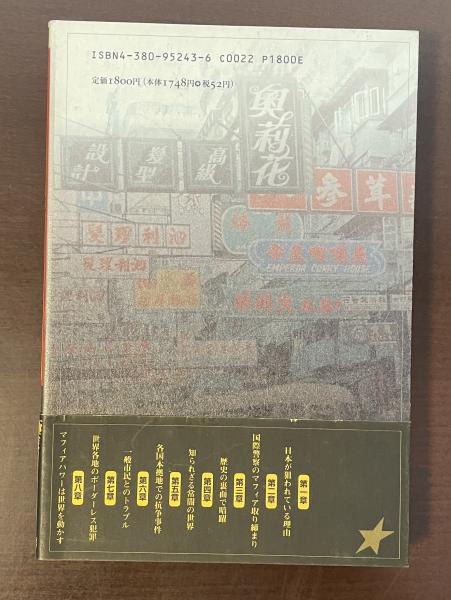 ISBN4-380-95243-6 C0022 P1800E
定価1800円(本体1748円●税52円)
奥莉花
高級
髮型
設計
參茸
EMPEROR CURRY HOUSE
第一章
日本が狙われている理由
第二章
国際警察のマフィア取り締まり
第三章
歴史の裏面で暗躍
第四章
知られざる常闇の世界
第五章
各国本拠地での抗争事件
第六章
一般市民とのトラブル
第七章
世界各地のボーダーレス犯罪
第八章
マフィアパワーは世界を動かす